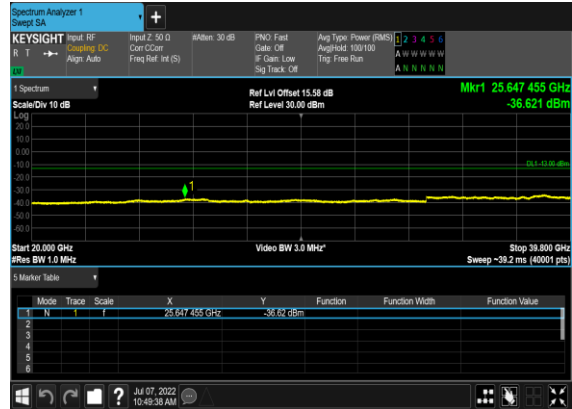 Spectrum Analyzer 1
Swept SA
+
KEYSIGHT Input: RF Input Z: 50 Ω #Atten: 30 dB PNO: Fast Avg Type: Power (RMS) 1 2 3 4 5 6
R T Coupling: DC Corr CCorr Gate: Off Avg|Hold: 100/100 A W W W W W
Align: Auto Freq Ref: Int (S) IF Gain: Low Trig: Free Run
Sig Track: Off A N N N N N
1 Spectrum Ref Lvl Offset 15.58 dB Mkr1 25.647 455 GHz
Scale/Div 10 dB Ref Level 30.00 dBm -36.621 dBm
Log
20.0
10.0
0.00
-10.0 DL1 -13.00 dBm
-20.0
-30.0 1
-40.0
-50.0
-60.0
Start 20.000 GHz Video BW 3.0 MHz* Stop 39.800 GHz
#Res BW 1.0 MHz Sweep ~39.2 ms (40001 pts)
5 Marker Table
Mode Trace Scale X Y Function Function Width Function Value
1 N 1 f 25.647 455 GHz -36.62 dBm
2
3
4
5
6
? Jul 07, 2022
10:49:38 AM